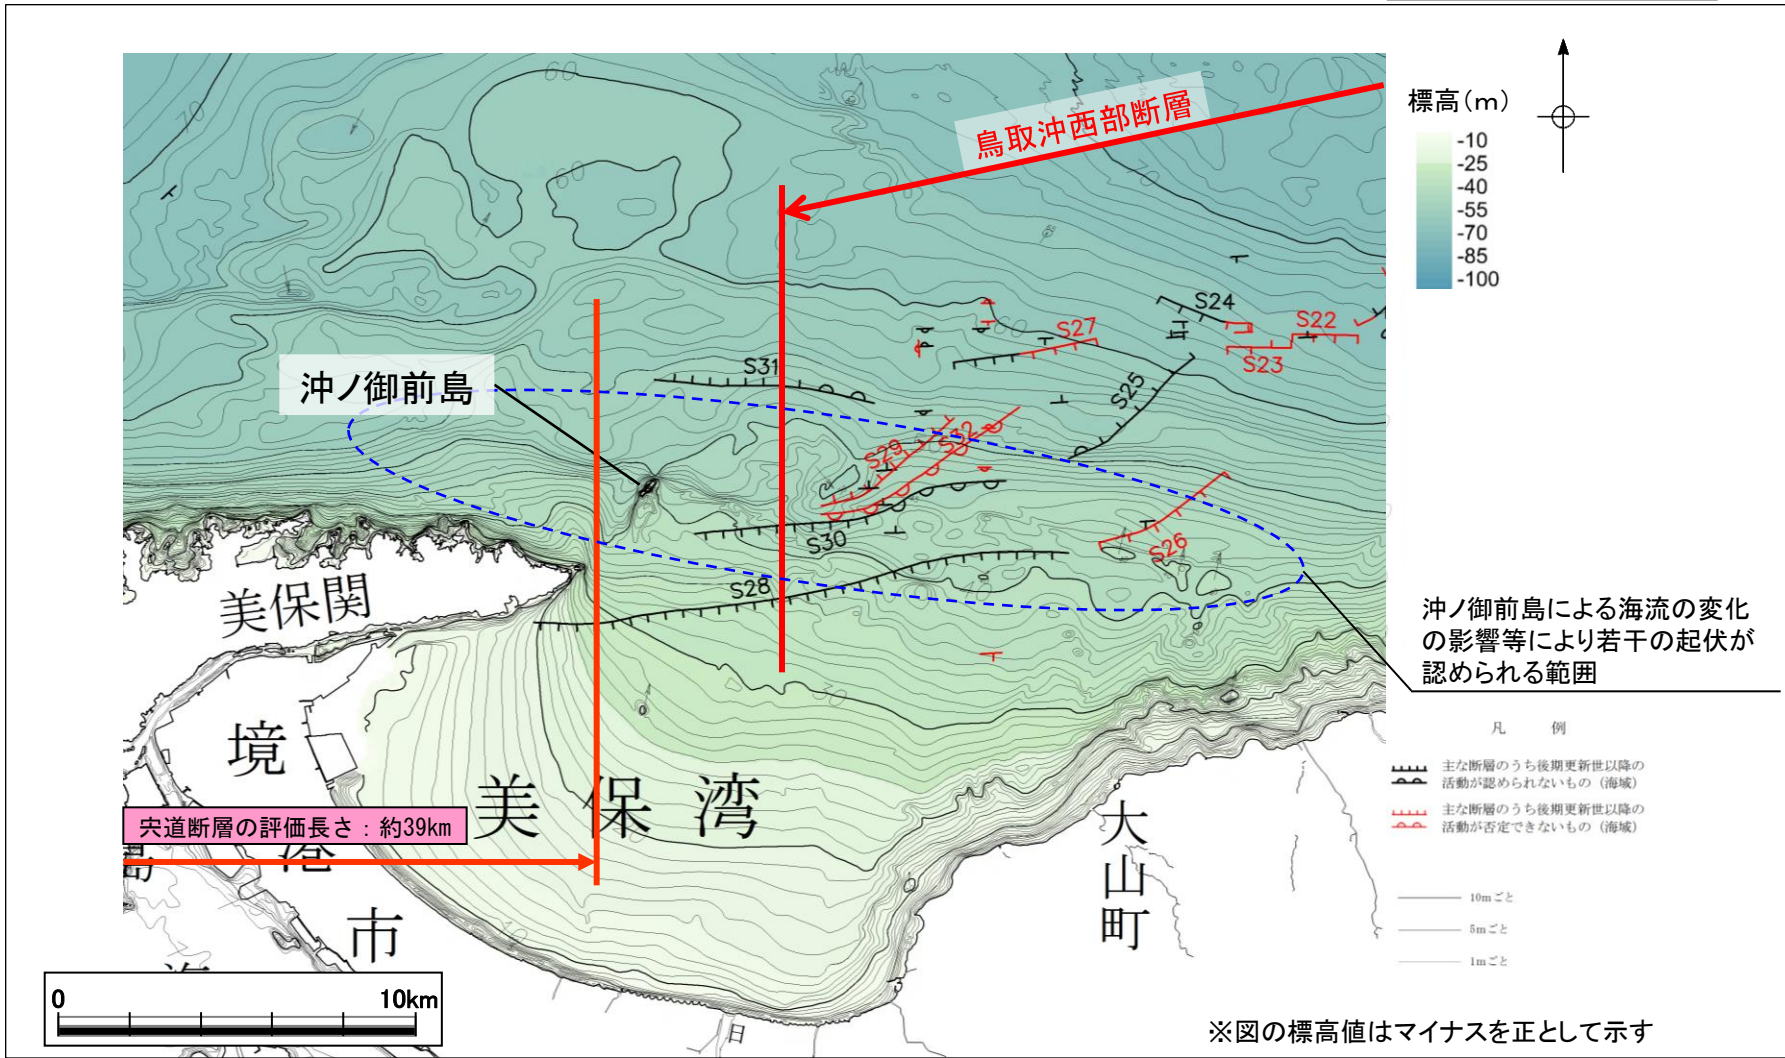 鳥取沖西部断層
標高(m)
-10
-25
-40
-55
-70
-85
-100
60
70
60
60
S24
S22
S27
S23
S31
S25
沖ノ御前島
S29
S32
S30
S26
S28
美保関
沖ノ御前島による海流の変化
の影響等により若干の起伏が
認められる範囲
30
境
港
市
美保湾
宍道断層の評価長さ：約39km
大山町
凡 例
主な断層のうち後期更新世以降の
活動が認められないもの（海域）
主な断層のうち後期更新世以降の
活動が否定できないもの（海域）
10mごと
5mごと
1mごと
日
0 10km
※図の標高値はマイナスを正として示す